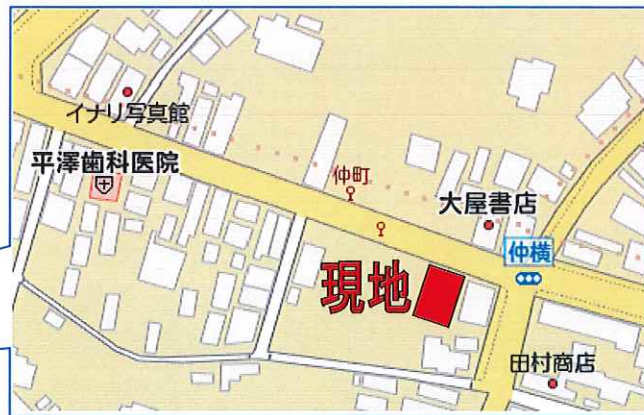 イナリ写真館
平澤歯科医院
仲町
大屋書店
仲横
現地
田村商店